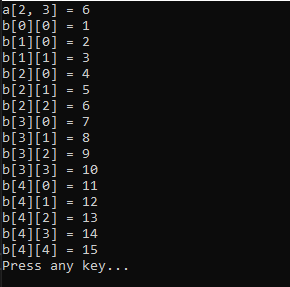 a[2, 3] = 6
b[0][0] = 1
b[1][0] = 2
b[1][1] = 3
b[2][0] = 4
b[2][1] = 5
b[2][2] = 6
b[3][0] = 7
b[3][1] = 8
b[3][2] = 9
b[3][3] = 10
b[4][0] = 11
b[4][1] = 12
b[4][2] = 13
b[4][3] = 14
b[4][4] = 15
Press any key...